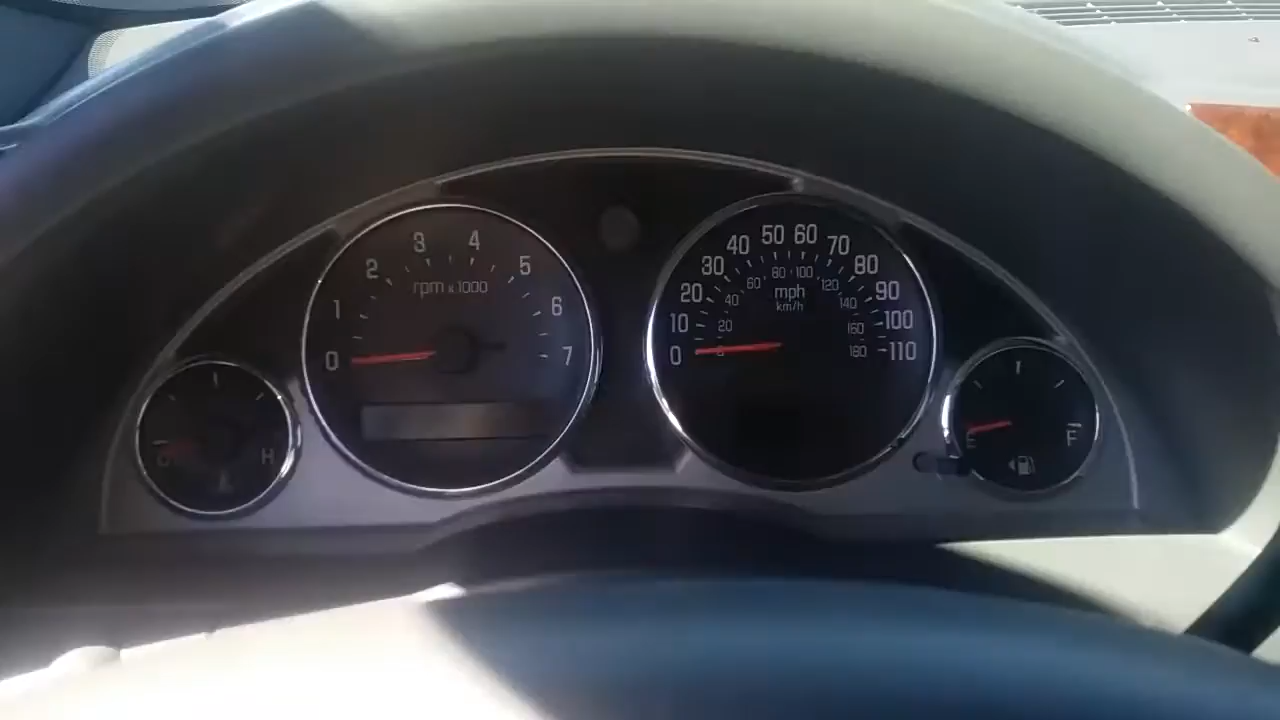 0 1 2 3 4 5 6 7
rpm x1000
0 10 20 30 40 50 60 70 80 90 100 110
20 40 60 80 100 120 140 160 180
mph
km/h
H
E F